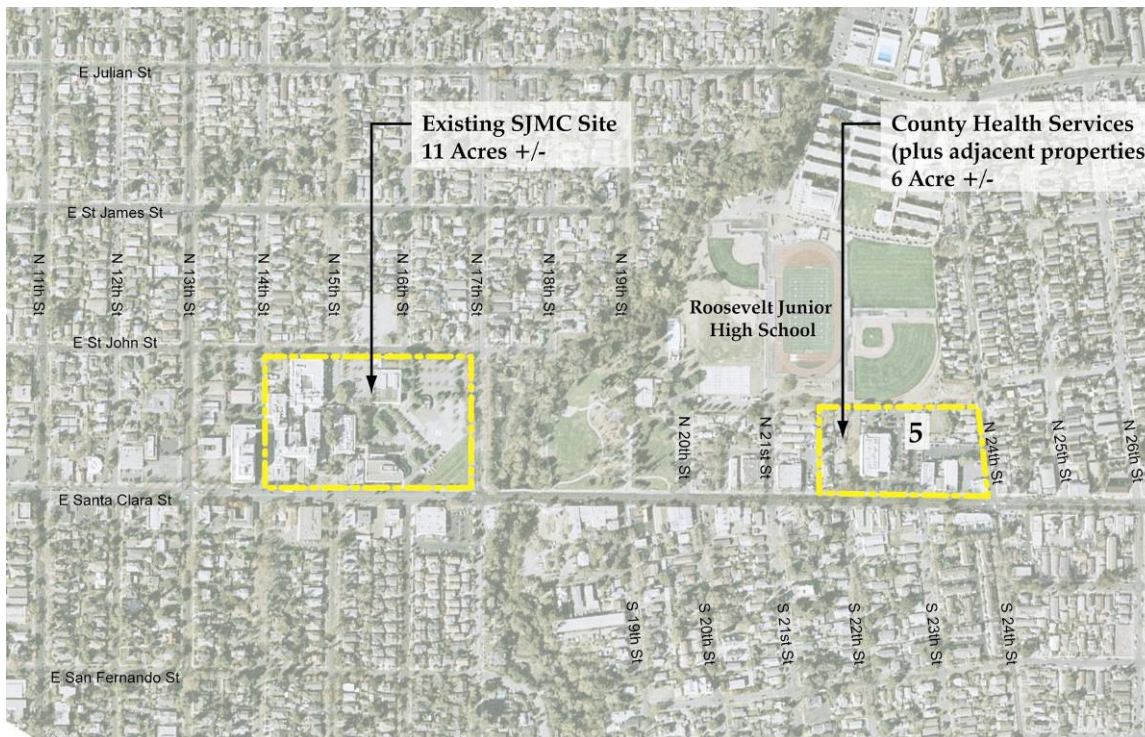 E Julian St
Existing SJMC Site
11 Acres +/-
County Health Services
(plus adjacent properties
6 Acre +/-
E St James St
N 11th St
N 12th St
N 13th St
N 14th St
N 15th St
N 16th St
N 17th St
N 18th St
N 19th St
Roosevelt Junior
High School
E St John St
N 20th St
N 21st St
5
N 24th St
N 25th St
N 26th St
E Santa Clara St
S 19th St
S 20th St
S 21st St
S 22th St
S 23th St
S 24th St
E San Fernando St